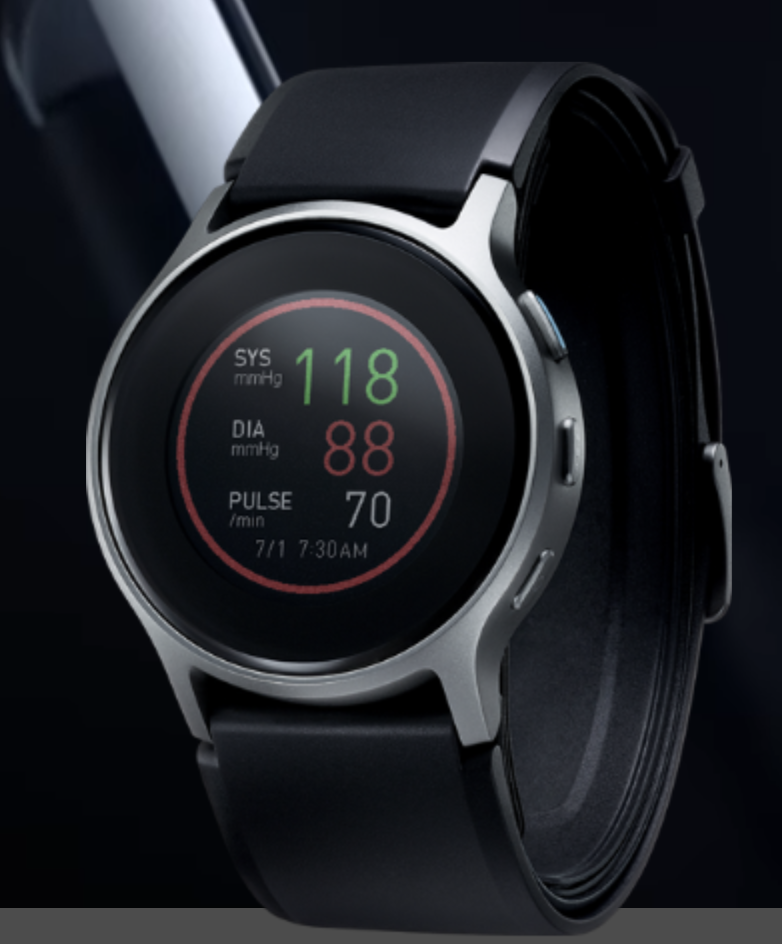 SYS 118
mmHg
DIA 88
mmHg
PULSE 70
/min
7/1 7:30AM